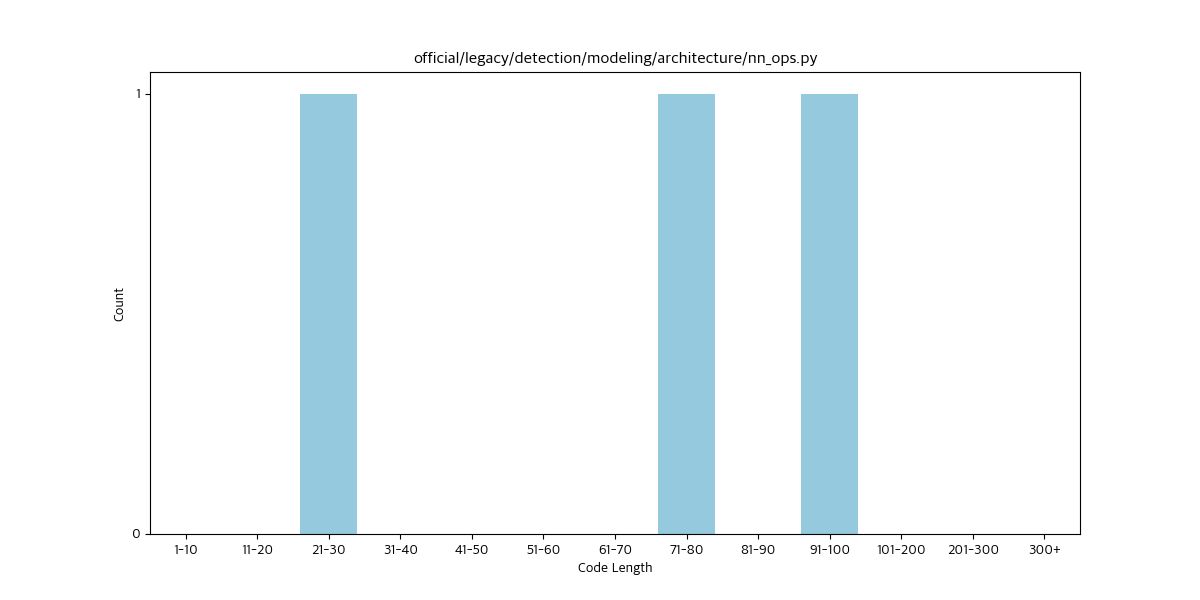 official/legacy/detection/modeling/architecture/nn_ops.py
1
Count
0
1-10 11-20 21-30 31-40 41-50 51-60 61-70 71-80 81-90 91-100 101-200 201-300 300+
Code Length